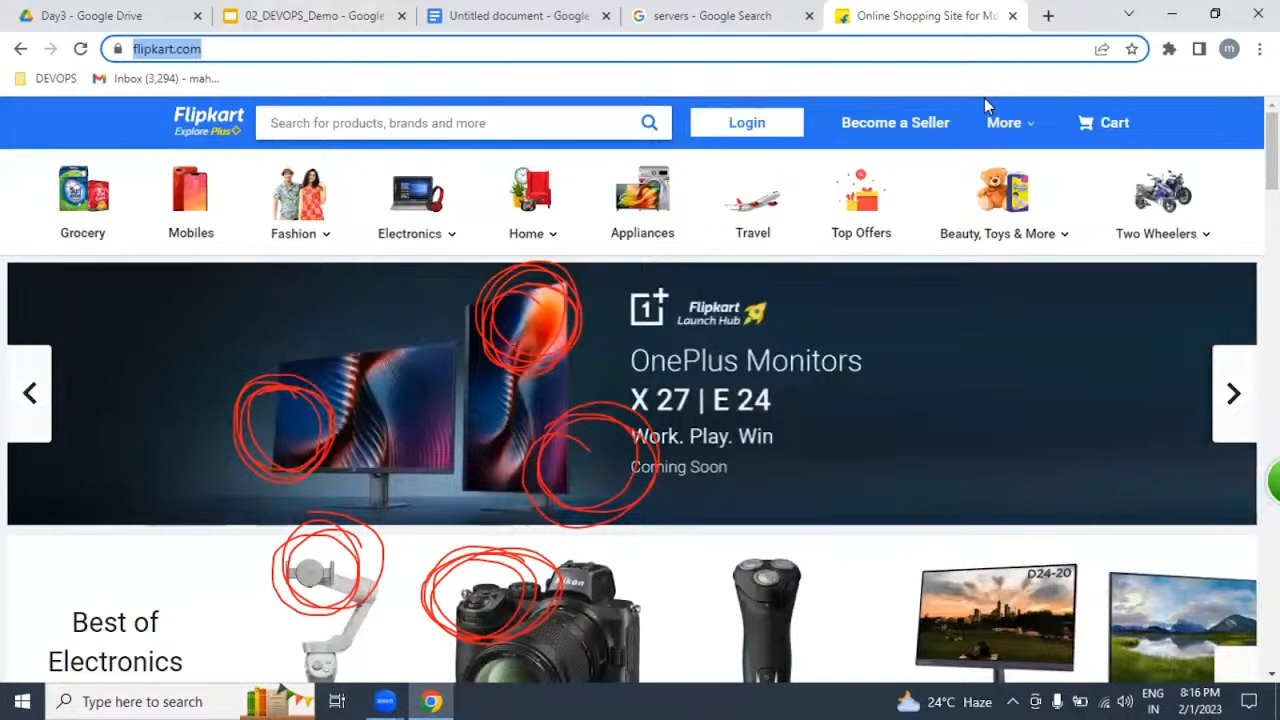 Day3 - Google Drive
02_DEVOPS_Demo - Google
Untitled document - Google
servers - Google Search
Online Shopping Site for Mo
flipkart.com
m
DEVOPS
Inbox (3,294) - mah...
Flipkart
Explore Plus
Search for products, brands and more
Login
Become a Seller
More
Cart
Grocery
Mobiles
Fashion
Electronics
Home
Appliances
Travel
Top Offers
Beauty, Toys & More
Two Wheelers
1+
Flipkart
Launch Hub
OnePlus Monitors
X 27 | E 24
Work. Play. Win
Coming Soon
Best of
Electronics
Nikon
D24-20
Type here to search
zoom
24°C Haze
ENG
IN
8:16 PM
2/1/2023